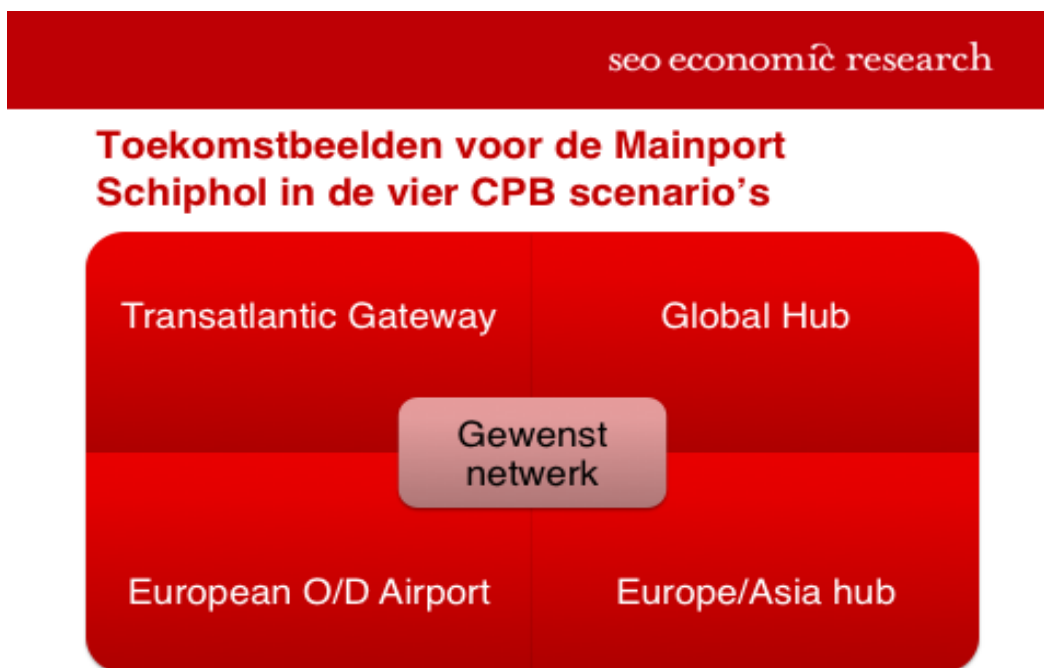 seo economic research
Toekomstbeelden voor de Mainport
Schiphol in de vier CPB scenario's
Transatlantic Gateway
Global Hub
Gewenst
netwerk
European O/D Airport
Europe/Asia hub